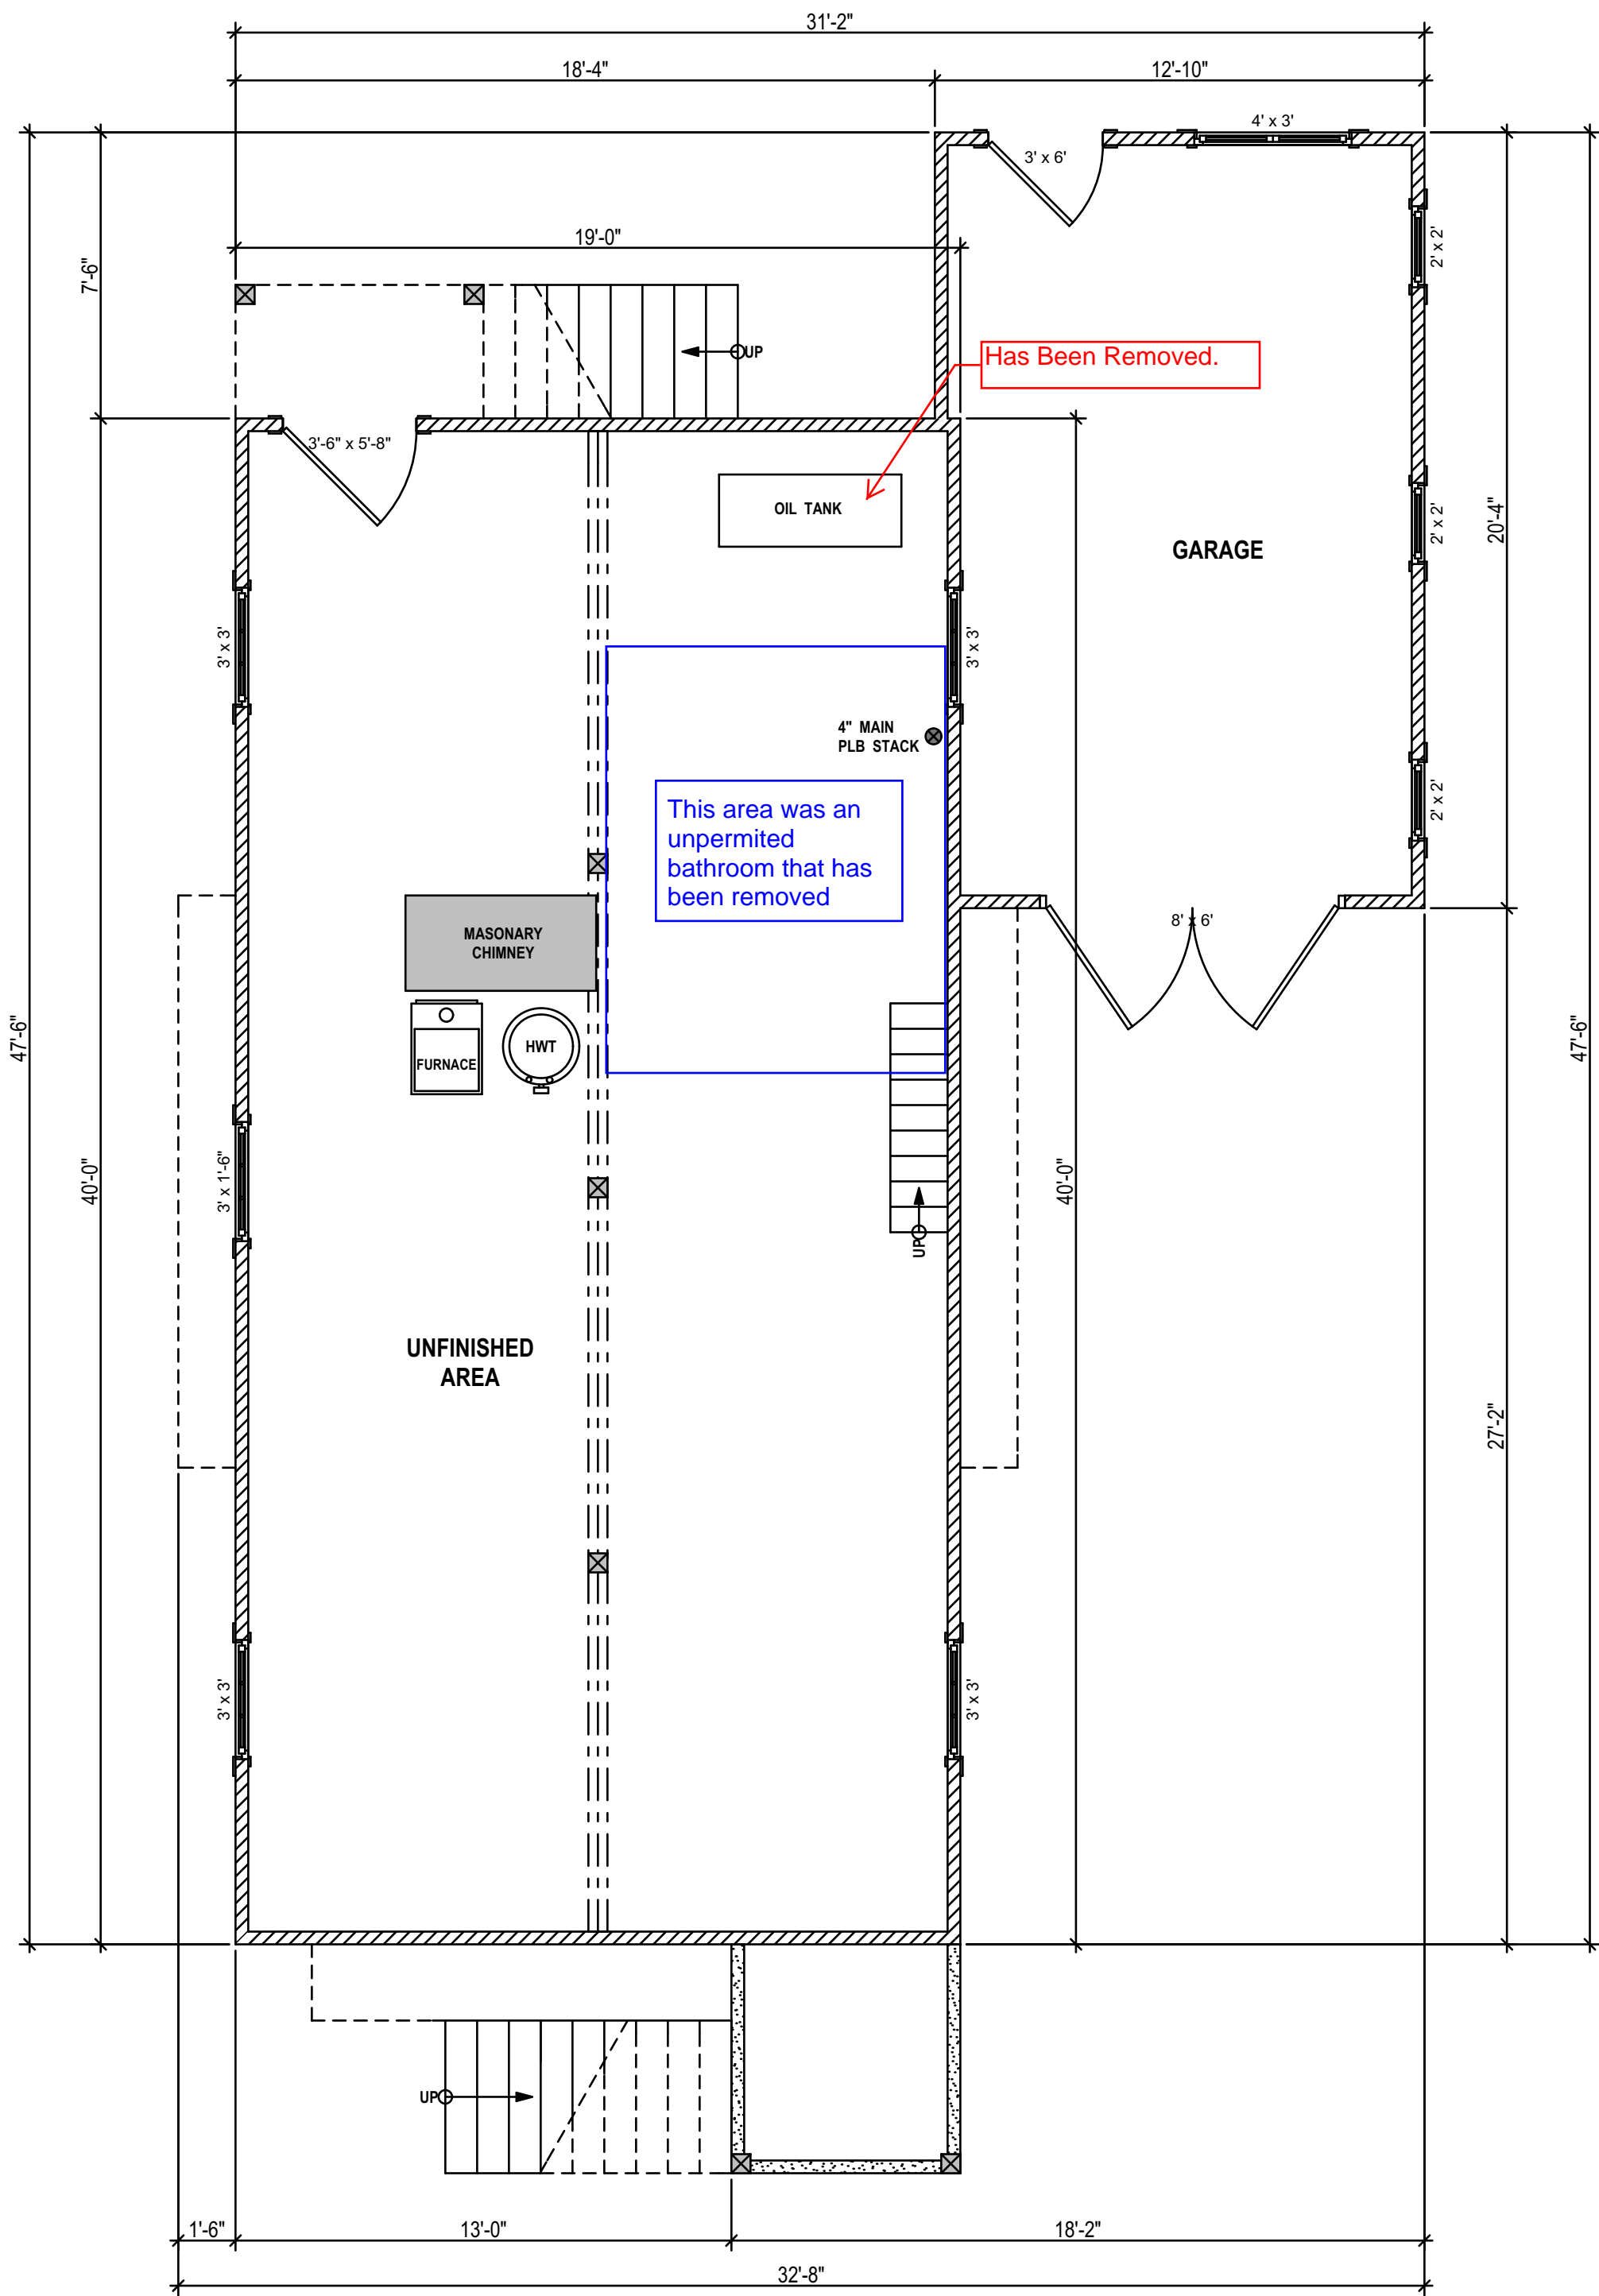 31'-2"
18'-4"
12'-10"
4' x 3'
3' x 6'
19'-0"
2' x 2'
7'-6"
UP
Has Been Removed.
3'-6" x 5'-8"
OIL TANK
2' x 2'
20'-4"
GARAGE
3' x 3'
3' x 3'
4" MAIN
PLB STACK
2' x 2'
This area was an
unpermited
bathroom that has
been removed
8' x 6'
MASONARY
CHIMNEY
47'-6"
47'-6"
FURNACE
HWT
40'-0"
3' x 1'-6"
40'-0"
UP
UNFINISHED
AREA
27'-2"
3' x 3'
3' x 3'
UP
1'-6"
13'-0"
18'-2"
32'-8"